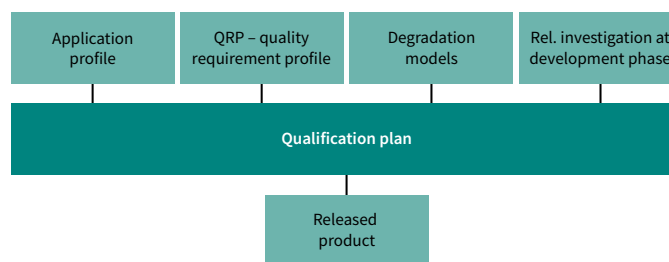 Application
profile
QRP – quality
requirement profile
Degradation
models
Rel. investigation at
development phase
Qualification plan
Released
product